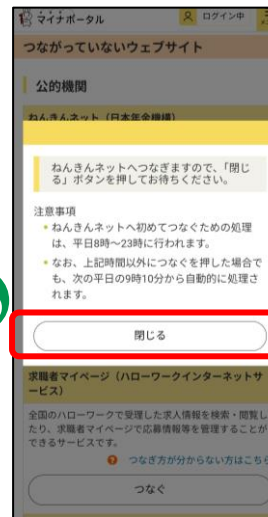 マイナポータル
ログイン中
つながっていないウェブサイト
公的機関
ねんきんネット（日本年金機構）
ねんきんネットへつなぎますので、「閉じ
る」ボタンを押してお待ちください。
注意事項
ねんきんネットへ初めてつなぐための処理
は、平日8時～23時に行われます。
なお、上記時間以外につなぐを押した場合で
も、次の平日の9時10分から自動的に処理さ
れます。
閉じる
求職者マイページ（ハローワークインターネットサ
ービス）
全国のハローワークで受理した求人情報を検索・閲覧し
たり、求職者マイページで応募情報等を管理することが
できるサービスです。
つなぎ方が分からない方はこちら
つなぐ